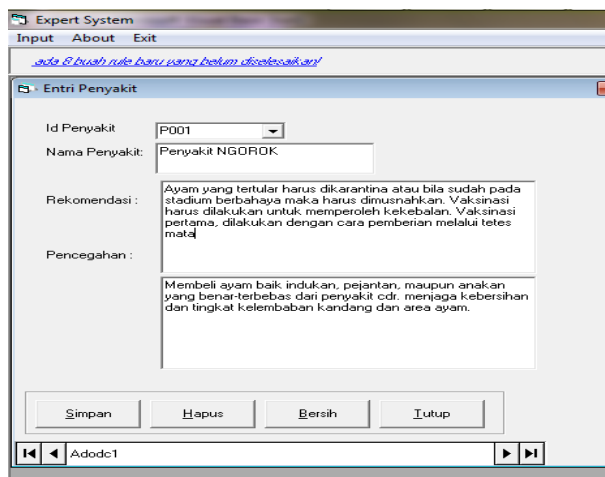 Expert System
Input About Exit
ada 8 buah rule baru yang belum diselesaikan!
Entri Penyakit
Id Penyakit P001
Nama Penyakit: Penyakit NGOROK
Rekomendasi :
Ayam yang tertular harus dikarantina atau bila sudah pada
stadium berbahaya maka harus dimusnahkan. Vaksinasi
harus dilakukan untuk memperoleh kekebalan. Vaksinasi
pertama, dilakukan dengan cara pemberian melalui tetes
mata
Pencegahan :
Membeli ayam baik indukan, pejantan, maupun anakan
yang benar-terbebas dari penyakit cdr. menjaga kebersihan
dan tingkat kelembaban kandang dan area ayam.
Simpan Hapus Bersih Tutup
Adodc1